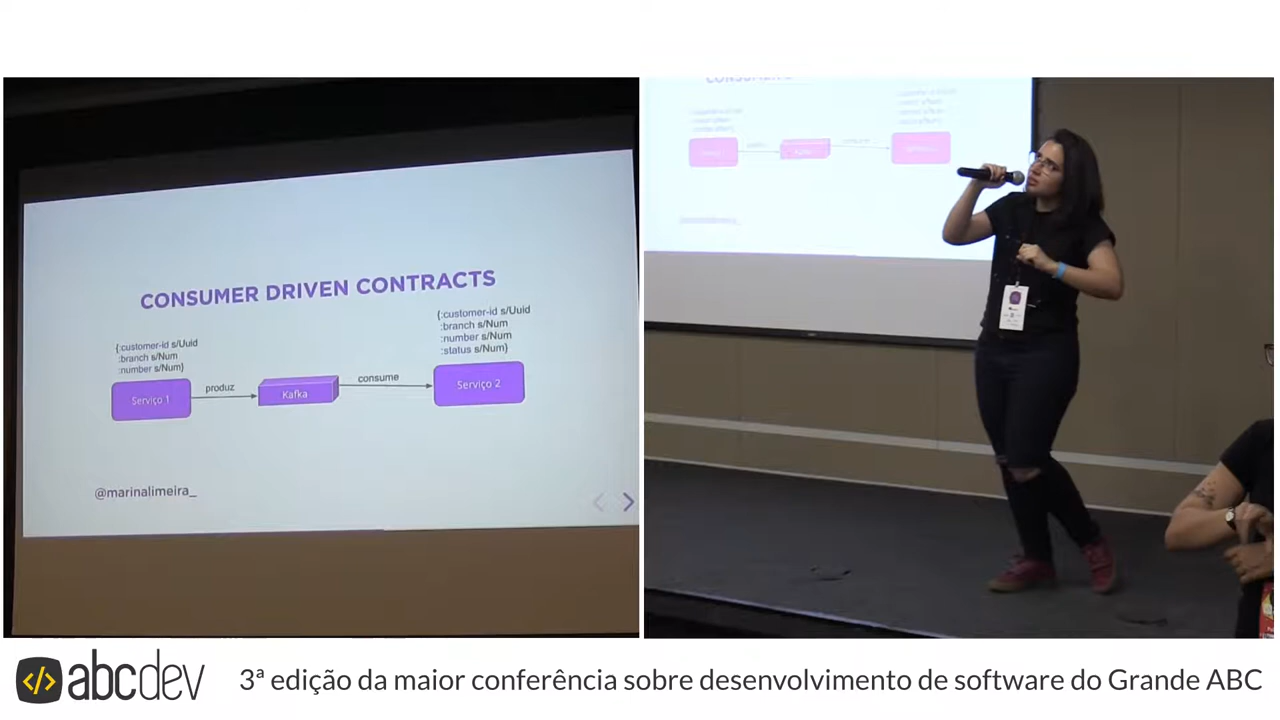 CONSUMER DRIVEN CONTRACTS
{:customer-id s/Uuid
:branch s/Num
:number s/Num}
{:customer-id s/Uuid
:branch s/Num
:number s/Num
:status s/Num}
Serviço 1
produz
Kafka
consume
Serviço 2
@marinalimeira_
abcdev
3ª edição da maior conferência sobre desenvolvimento de software do Grande ABC